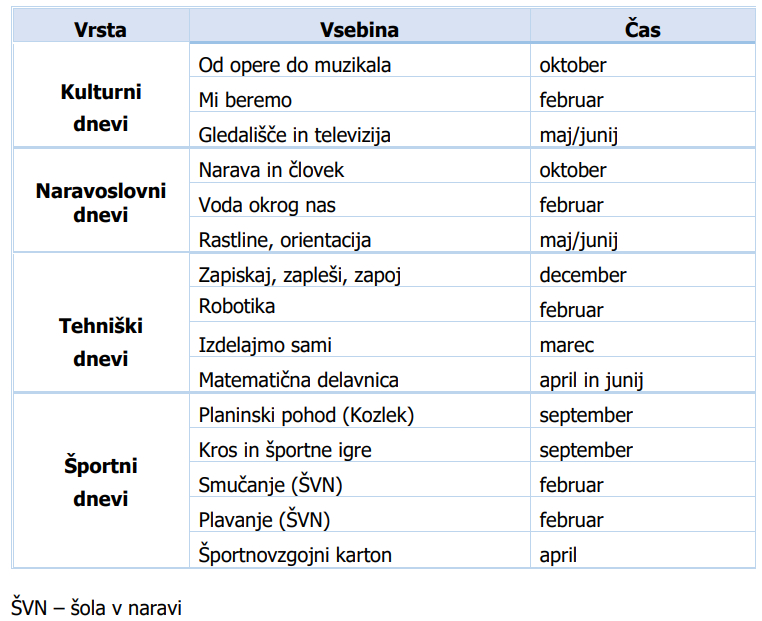 Vrsta Vsebina Čas
Kulturni dnevi
Od opere do muzikala oktober
Mi beremo februar
Gledališče in televizija maj/junij
Naravoslovni dnevi
Narava in človek oktober
Voda okrog nas februar
Rastline, orientacija maj/junij
Tehniški dnevi
Zapiskaj, zapleši, zapoj december
Robotika februar
Izdelajmo sami marec
Matematična delavnica april in junij
Športni dnevi
Planinski pohod (Kozlek) september
Kros in športne igre september
Smučanje (ŠVN) februar
Plavanje (ŠVN) februar
Športnovzgojni karton april
ŠVN – šola v naravi